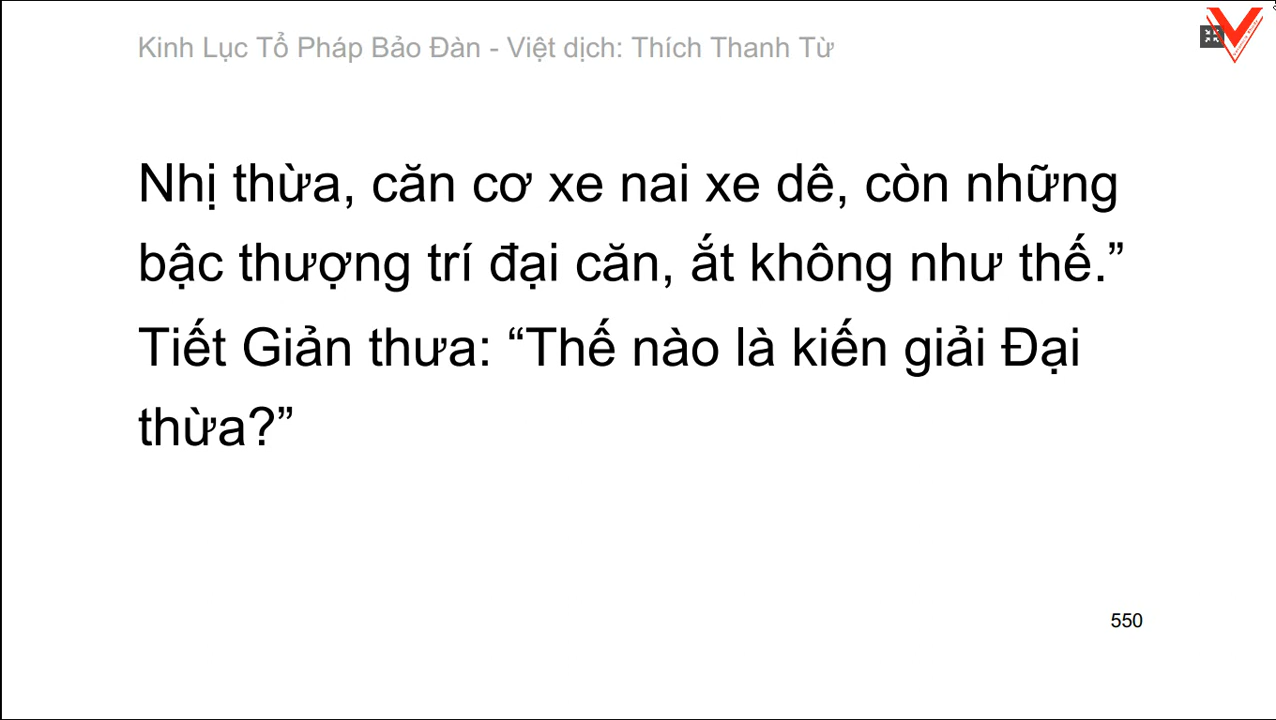 Kinh Lục Tổ Pháp Bảo Đàn - Việt dịch: Thích Thanh Từ
Nhị thừa, căn cơ xe nai xe dê, còn những
bậc thượng trí đại căn, ắt không như thế.”
Tiết Giản thưa: “Thế nào là kiến giải Đại
thừa?”
550